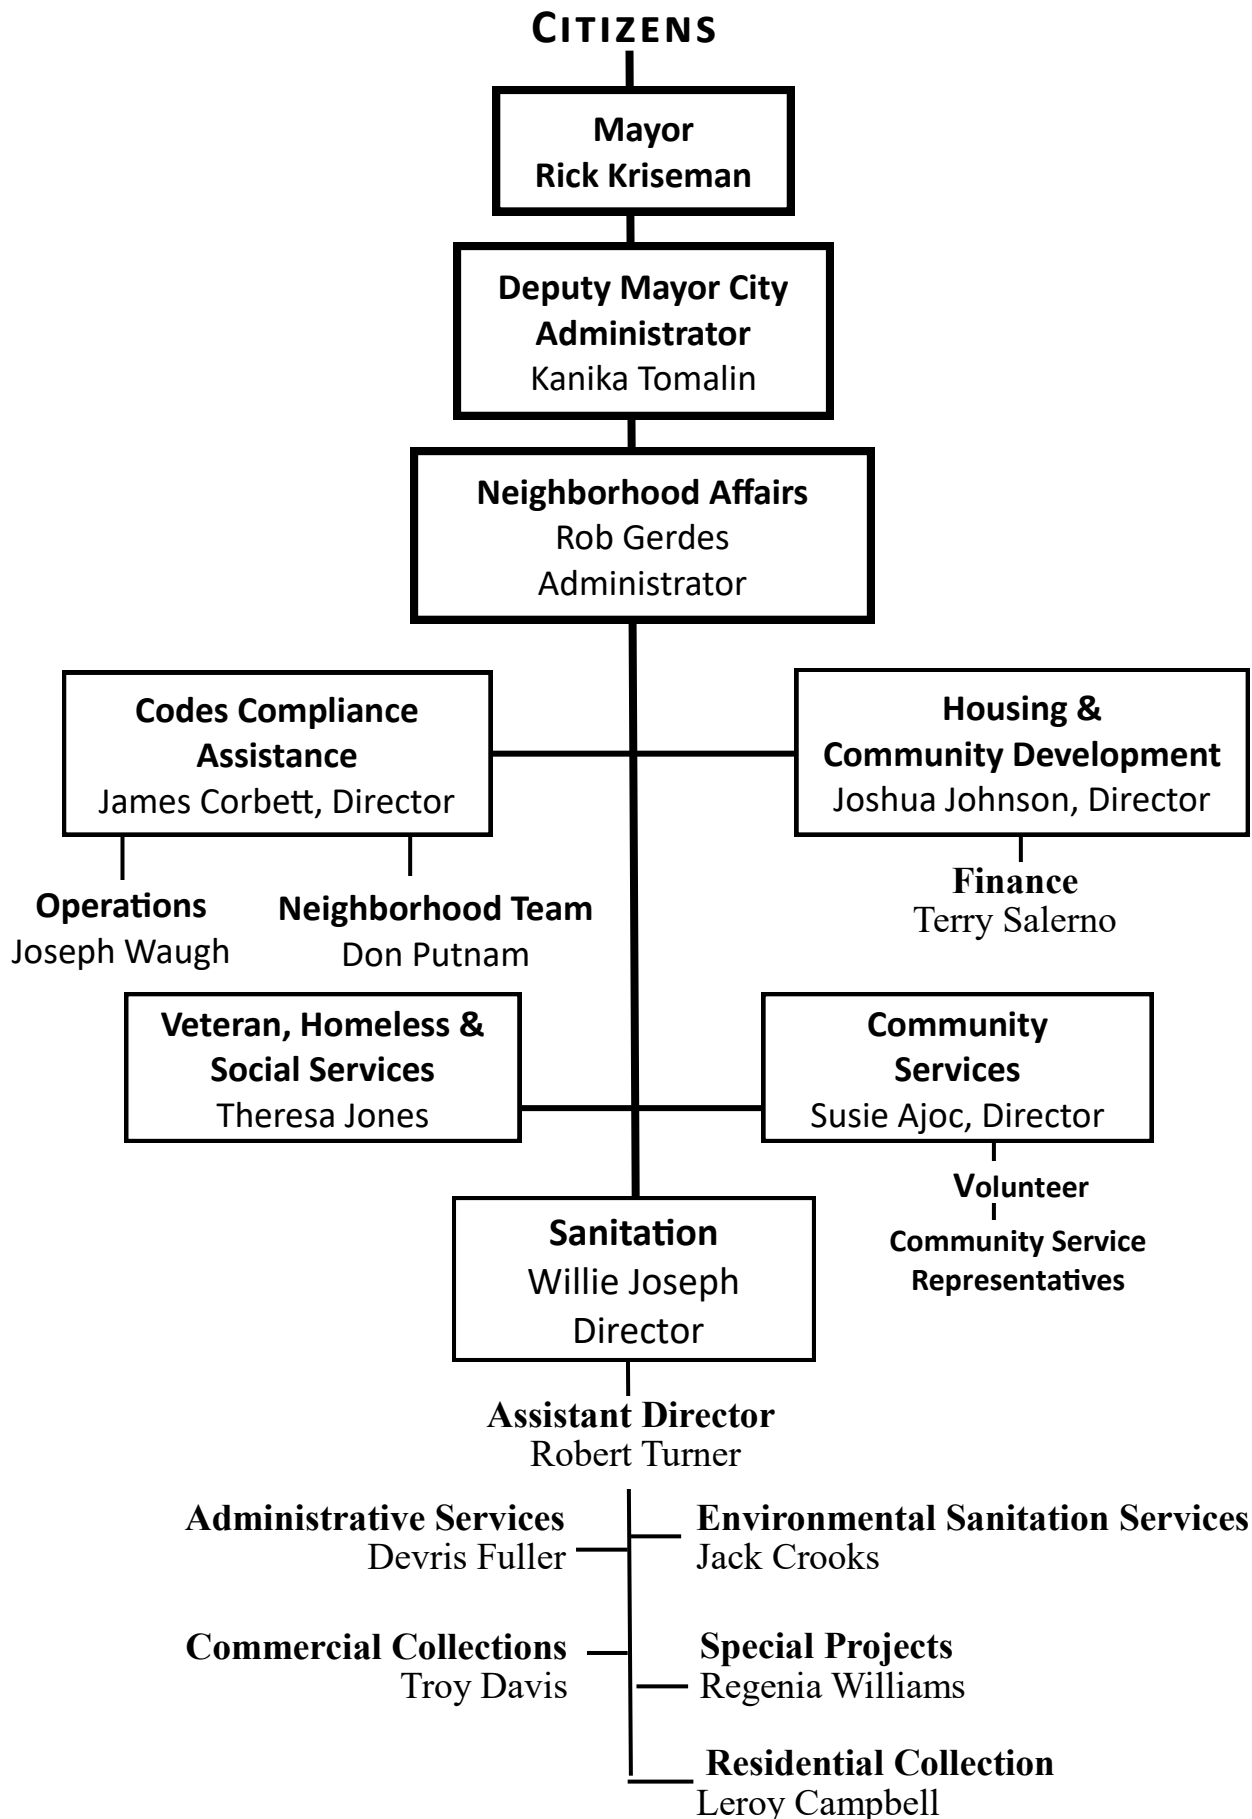 CITIZENS
Mayor
Rick Kriseman
Deputy Mayor City
Administrator
Kanika Tomalin
Neighborhood Affairs
Rob Gerdes
Administrator
Codes Compliance
Assistance
James Corbett, Director
Housing &
Community Development
Joshua Johnson, Director
Operations
Joseph Waugh
Neighborhood Team
Don Putnam
Finance
Terry Salerno
Veteran, Homeless &
Social Services
Theresa Jones
Community
Services
Susie Ajoc, Director
Volunteer
Community Service
Representatives
Sanitation
Willie Joseph
Director
Assistant Director
Robert Turner
Administrative Services
Devris Fuller
Environmental Sanitation Services
Jack Crooks
Commercial Collections
Troy Davis
Special Projects
Regenia Williams
Residential Collection
Leroy Campbell